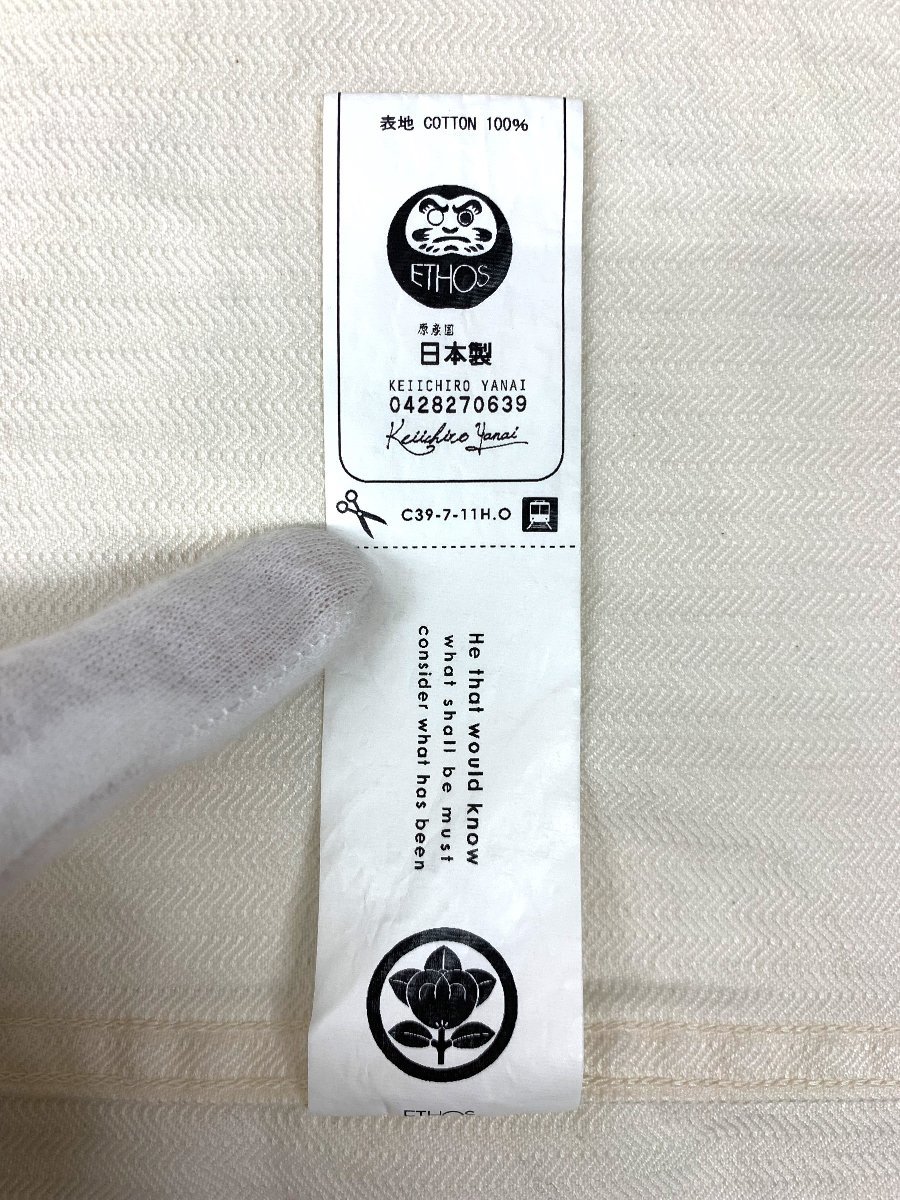 表地 COTTON 100%
ETHOS
原産国
日本製
KEIICHIRO YANAI
0428270639
Keiichiro Yanai
C39-7-11H.O
He that would know
what shall be must
consider what has been
ETHOS